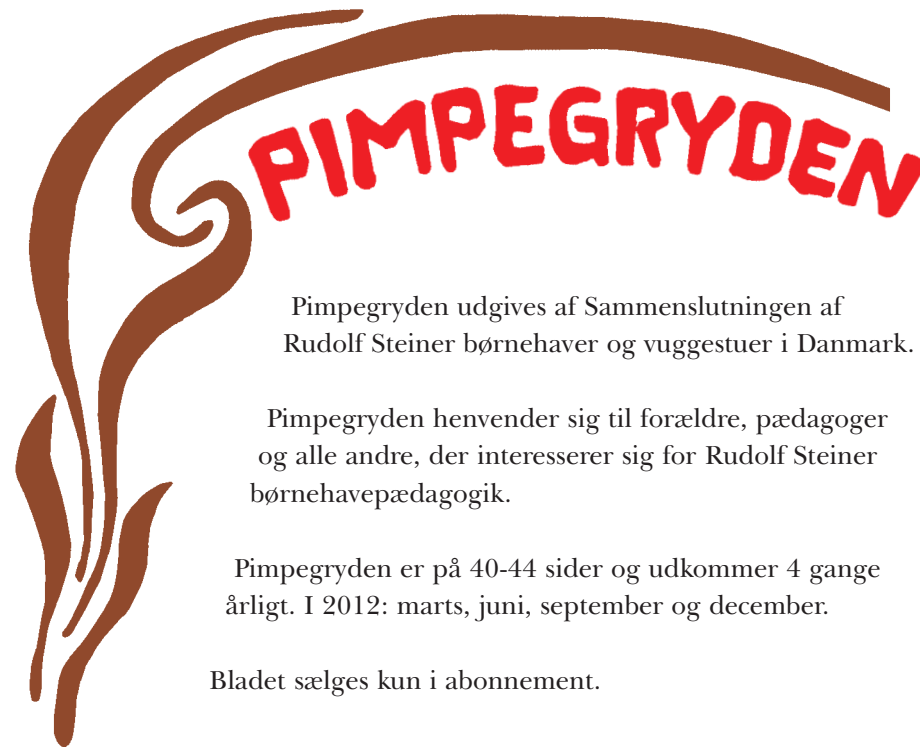 PIMPEGRYDEN
Pimpegryden udgives af Sammenslutningen af
Rudolf Steiner børnehaver og vuggestuer i Danmark.
Pimpegryden henvender sig til forældre, pædagoger
og alle andre, der interesserer sig for Rudolf Steiner
børnehavepædagogik.
Pimpegryden er på 40-44 sider og udkommer 4 gange
årligt. I 2012: marts, juni, september og december.
Bladet sælges kun i abonnement.